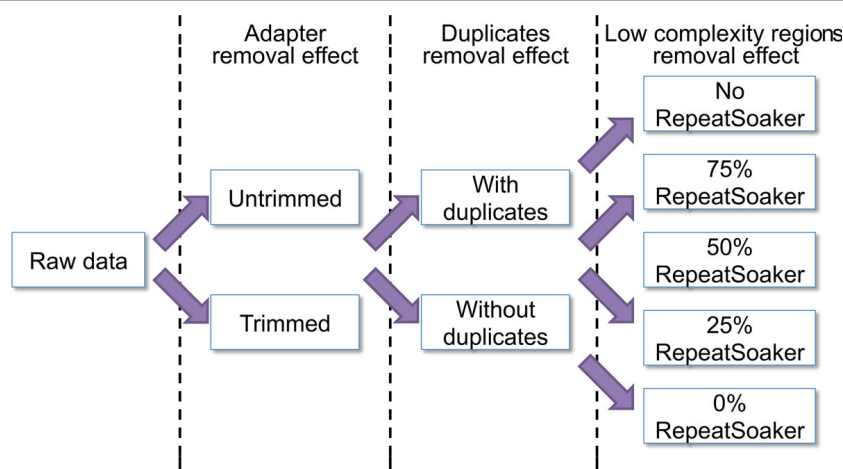 Adapter
removal effect
Duplicates
removal effect
Low complexity regions
removal effect
Raw data
Untrimmed
Trimmed
With
duplicates
Without
duplicates
No
RepeatSoaker
75%
RepeatSoaker
50%
RepeatSoaker
25%
RepeatSoaker
0%
RepeatSoaker